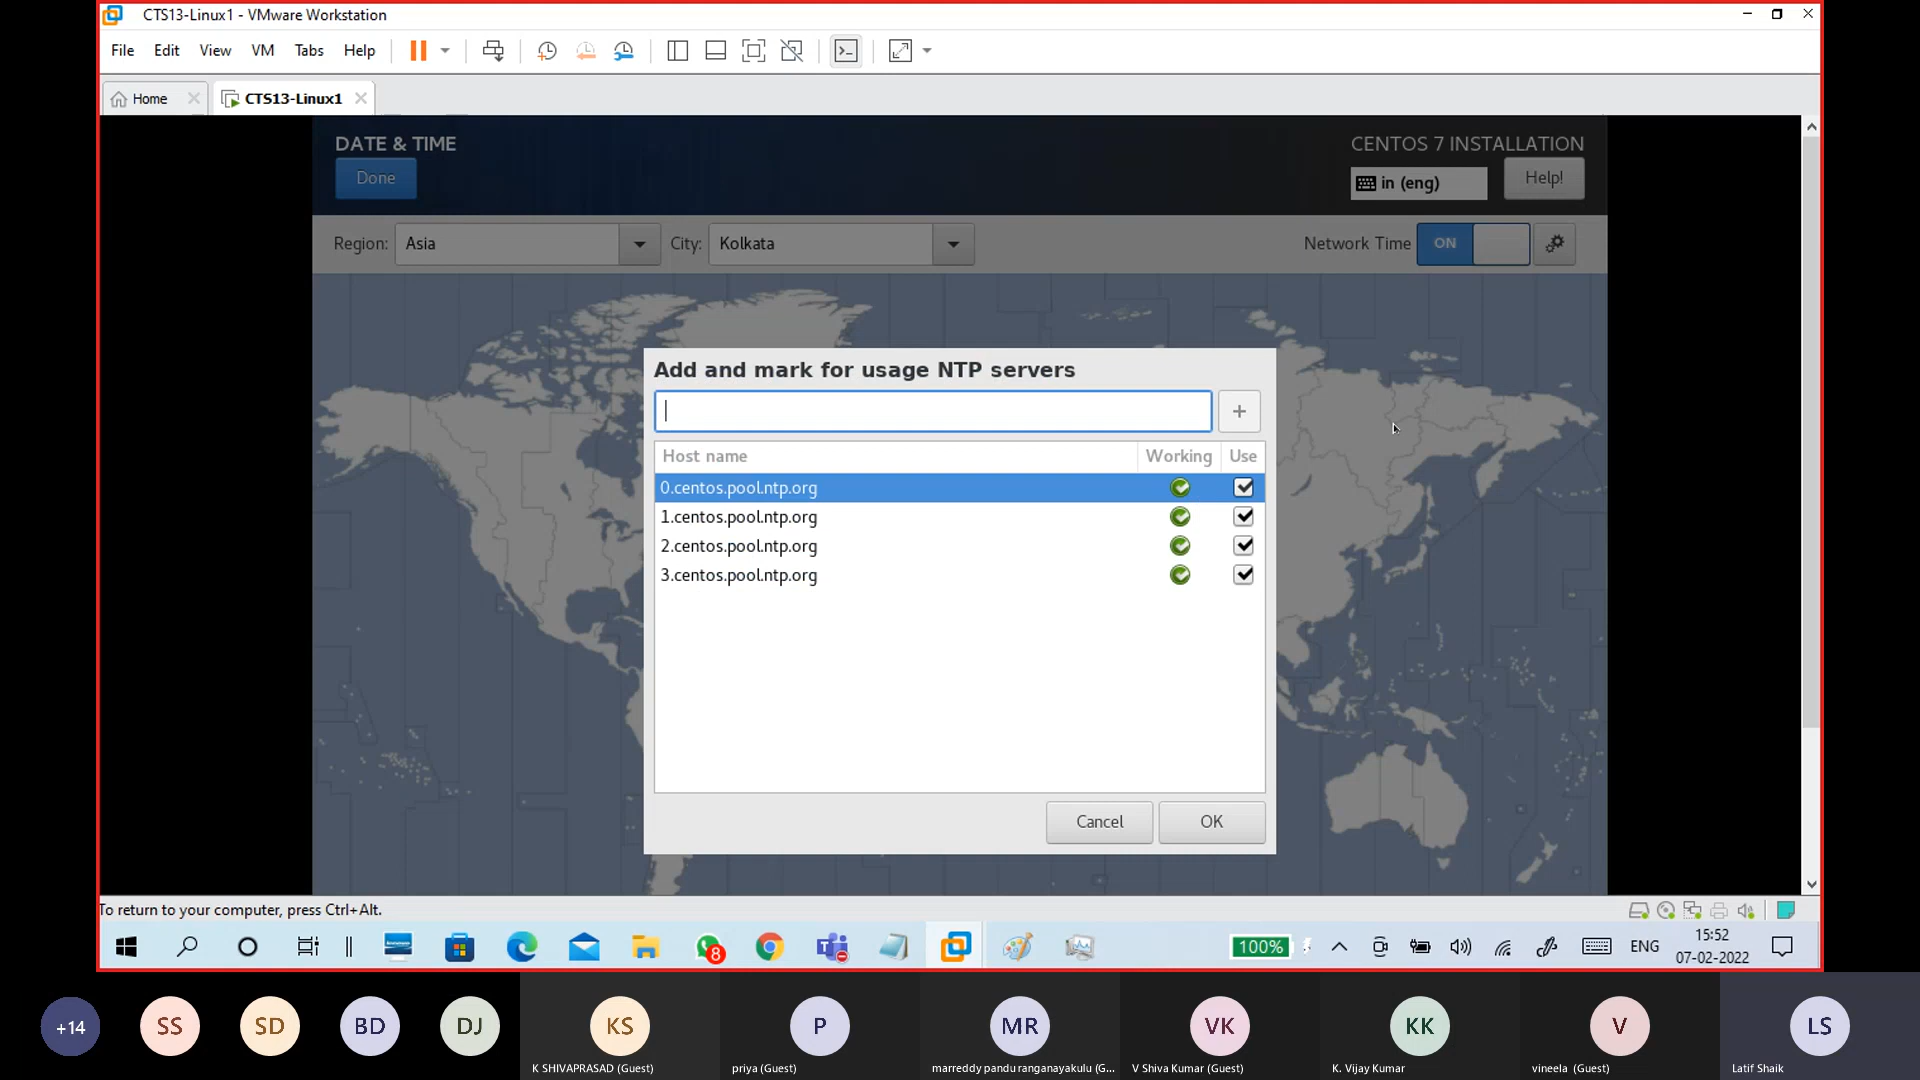 CTS13-Linux1 - VMware Workstation
File Edit View VM Tabs Help
Home
CTS13-Linux1
DATE & TIME
CENTOS 7 INSTALLATION
Done
in (eng)
Help!
Region: Asia
City: Kolkata
Network Time ON
Add and mark for usage NTP servers
+
Host name Working Use
0.centos.pool.ntp.org
1.centos.pool.ntp.org
2.centos.pool.ntp.org
3.centos.pool.ntp.org
Cancel OK
To return to your computer, press Ctrl+Alt.
8
100%
ENG
15:52
07-02-2022
+14 SS SD BD DJ KS P MR VK KK V LS
K SHIVAPRASAD (Guest) priya (Guest) marreddy pandu ranganayakulu (G... V Shiva Kumar (Guest) K. Vijay Kumar vineela (Guest) Latif Shaik